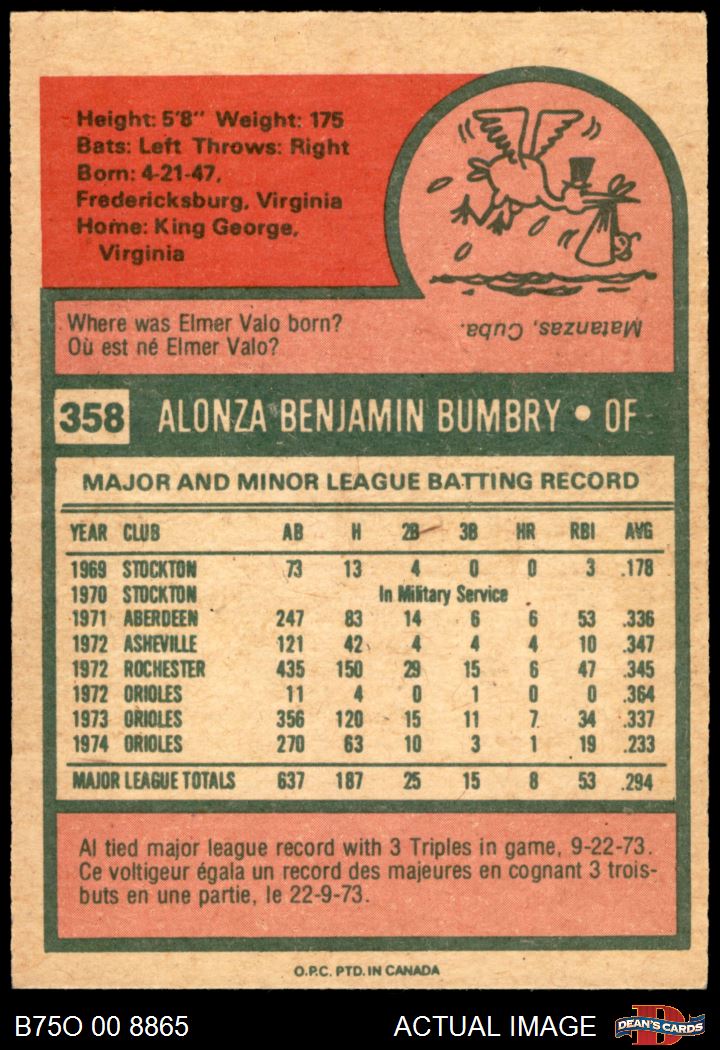 Height: 5'8" Weight: 175
Bats: Left Throws: Right
Born: 4-21-47,
Fredericksburg, Virginia
Home: King George,
Virginia
Matanzas, Cuba.
Where was Elmer Valo born?
Où est né Elmer Valo?
358 ALONZA BENJAMIN BUMBRY • OF
MAJOR AND MINOR LEAGUE BATTING RECORD
YEAR CLUB AB H 2B 3B HR RBI AVG
1969 STOCKTON 73 13 4 0 0 3 .178
1970 STOCKTON In Military Service
1971 ABERDEEN 247 83 14 6 6 53 .336
1972 ASHEVILLE 121 42 4 4 4 10 .347
1972 ROCHESTER 435 150 29 15 6 47 .345
1972 ORIOLES 11 4 0 1 0 0 .364
1973 ORIOLES 356 120 15 11 7 34 .337
1974 ORIOLES 270 63 10 3 1 19 .233
MAJOR LEAGUE TOTALS 637 187 25 15 8 53 .294
Al tied major league record with 3 Triples in game, 9-22-73.
Ce voltigeur égala un record des majeures en cognant 3 trois-
buts en une partie, le 22-9-73.
O.P.C. PTD. IN CANADA
B75O 00 8865 ACTUAL IMAGE DEAN'S CARDS